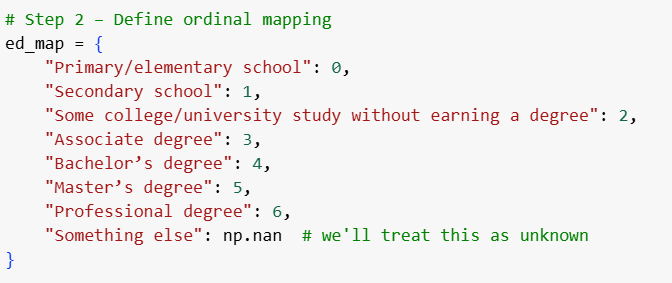 # Step 2 – Define ordinal mapping
ed_map = {
    "Primary/elementary school": 0,
    "Secondary school": 1,
    "Some college/university study without earning a degree": 2,
    "Associate degree": 3,
    "Bachelor’s degree": 4,
    "Master’s degree": 5,
    "Professional degree": 6,
    "Something else": np.nan  # we'll treat this as unknown
}